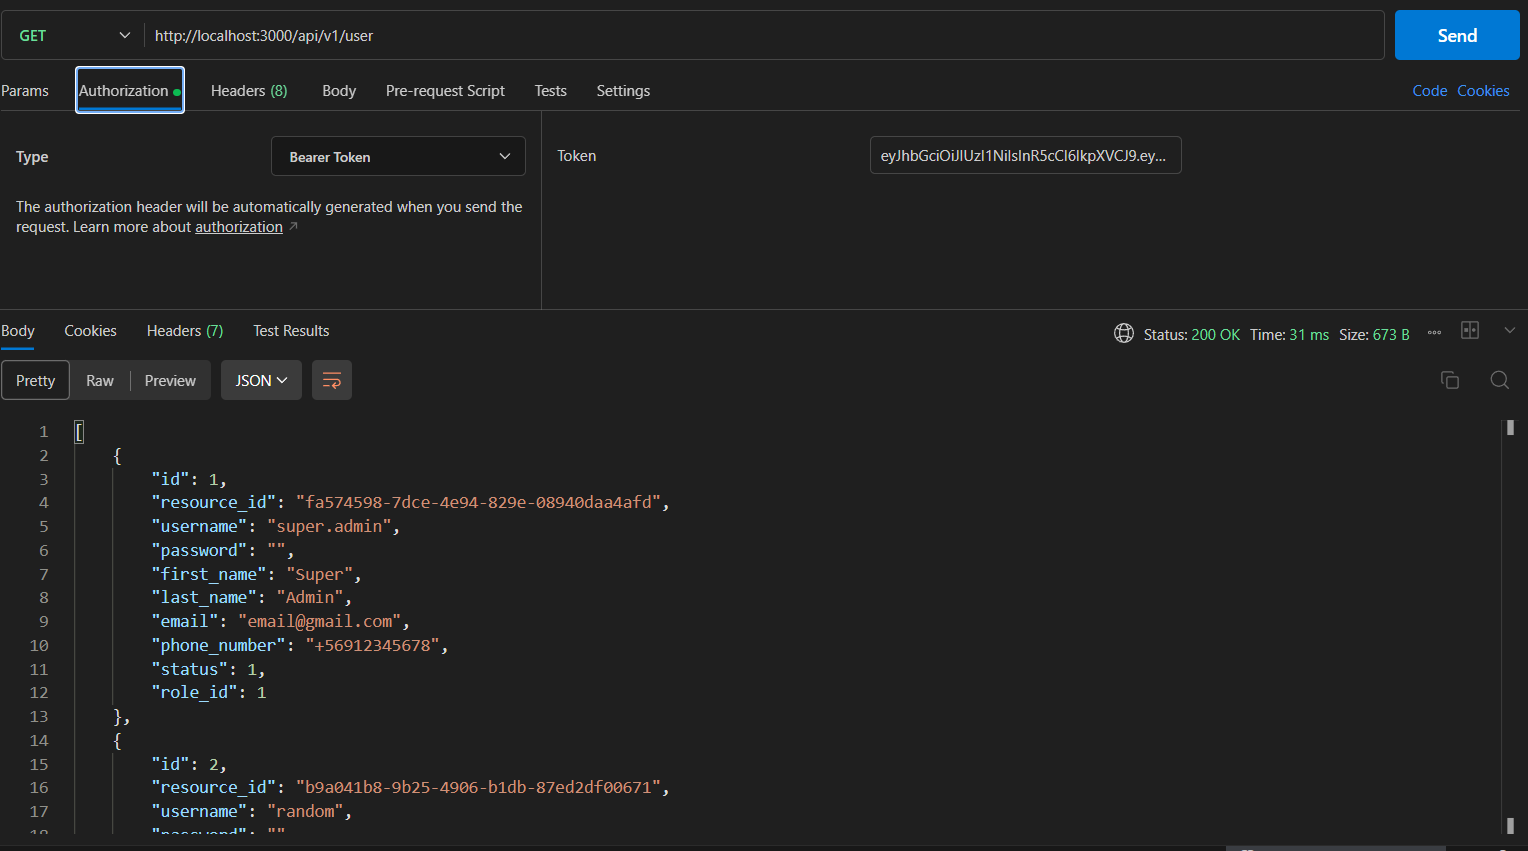 GET http://localhost:3000/api/v1/user Send
Params Authorization Headers (8) Body Pre-request Script Tests Settings Code Cookies
Type Bearer Token
The authorization header will be automatically generated when you send the
request. Learn more about authorization ↗
Token eyJhbGciOiJIUzI1NiIsInR5cCI6IkpXVCJ9.ey...
Body Cookies Headers (7) Test Results Status: 200 OK Time: 31 ms Size: 673 B
Pretty Raw Preview JSON
1 [
2 {
3 "id": 1,
4 "resource_id": "fa574598-7dce-4e94-829e-08940daa4afd",
5 "username": "super.admin",
6 "password": "",
7 "first_name": "Super",
8 "last_name": "Admin",
9 "email": "email@gmail.com",
10 "phone_number": "+56912345678",
11 "status": 1,
12 "role_id": 1
13 },
14 {
15 "id": 2,
16 "resource_id": "b9a041b8-9b25-4906-b1db-87ed2df00671",
17 "username": "random",
18 "password": ""